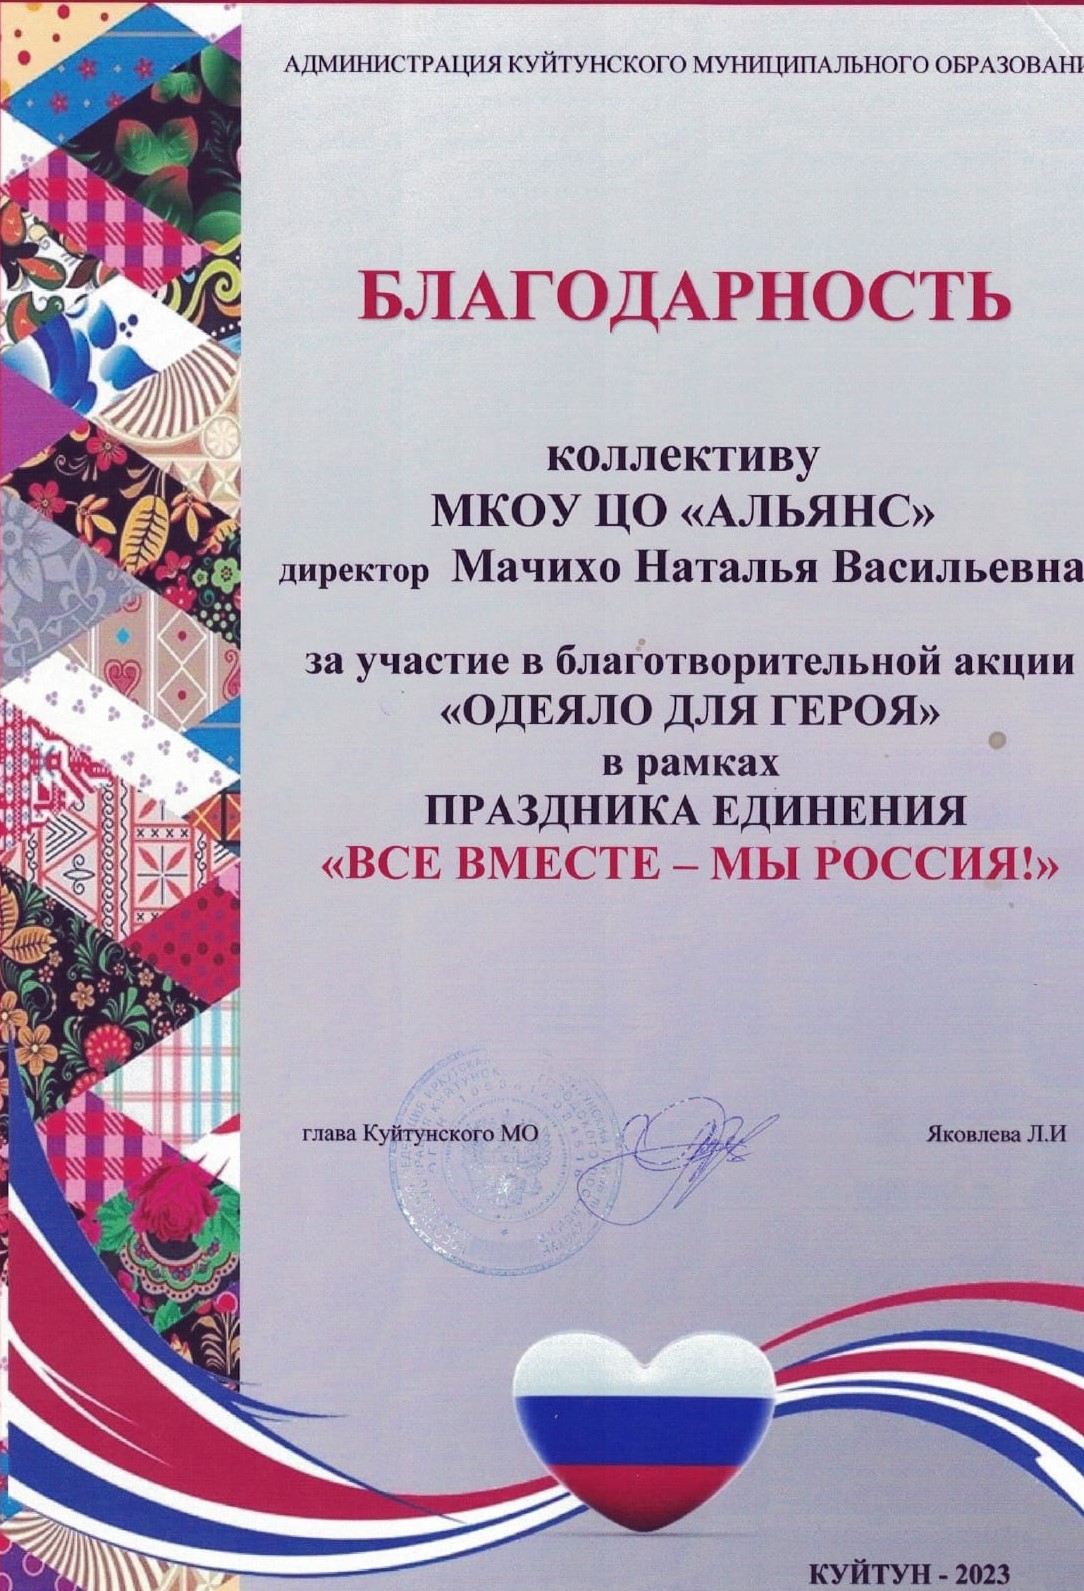 АДМИНИСТРАЦИЯ КУЙТУНСКОГО МУНИЦИПАЛЬНОГО ОБРАЗОВАНИ
БЛАГОДАРНОСТЬ
коллективу
МКОУ ЦО «АЛЬЯНС»
директор Мачихо Наталья Васильевна
за участие в благотворительной акции
«ОДЕЯЛО ДЛЯ ГЕРОЯ»
в рамках
ПРАЗДНИКА ЕДИНЕНИЯ
«ВСЕ ВМЕСТЕ – МЫ РОССИЯ!»
глава Куйтунского МО
Яковлева Л.И
КУЙТУН - 2023